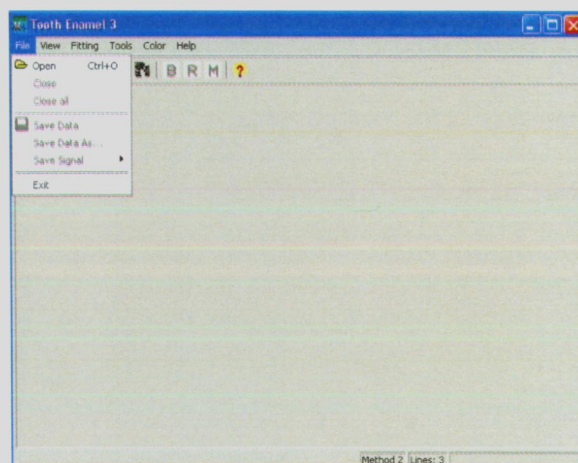 Tooth Enamel 3
File View Fitting Tools Color Help
B R M ?
Open Ctrl+O
Close
Close all
Save Data
Save Data As...
Save Signal
Exit
Method 2 Lines: 3